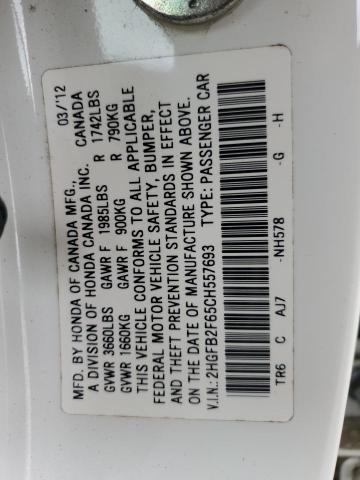 MFD. BY HONDA OF CANADA MFG., 03/'12
A DIVISION OF HONDA CANADA INC. CANADA
GVWR 3660LBS GAWR F 1985LBS R 1742LBS
GVWR 1660KG GAWR F 900KG R 790KG
THIS VEHICLE CONFORMS TO ALL APPLICABLE
FEDERAL MOTOR VEHICLE SAFETY, BUMPER,
AND THEFT PREVENTION STANDARDS IN EFFECT
ON THE DATE OF MANUFACTURE SHOWN ABOVE.
V.I.N.: 2HGFB2F65CH557693 TYPE: PASSENGER CAR
TR6 C AJ7 -NH578 -G -H